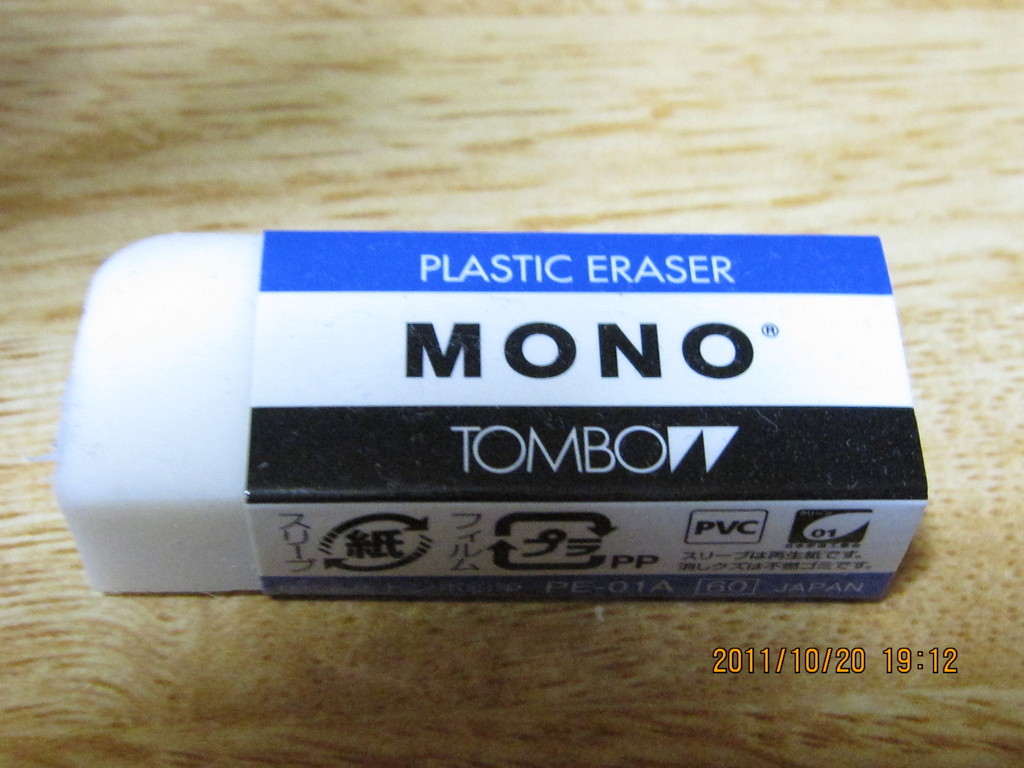 PLASTIC ERASER
MONO®
TOMBOW
スリーブ 紙 フィルム プラ PP PVC 01
スリーブは再生紙です。
消しクズは不燃ゴミです。
PE-01A [60] JAPAN
2011/10/20 19:12